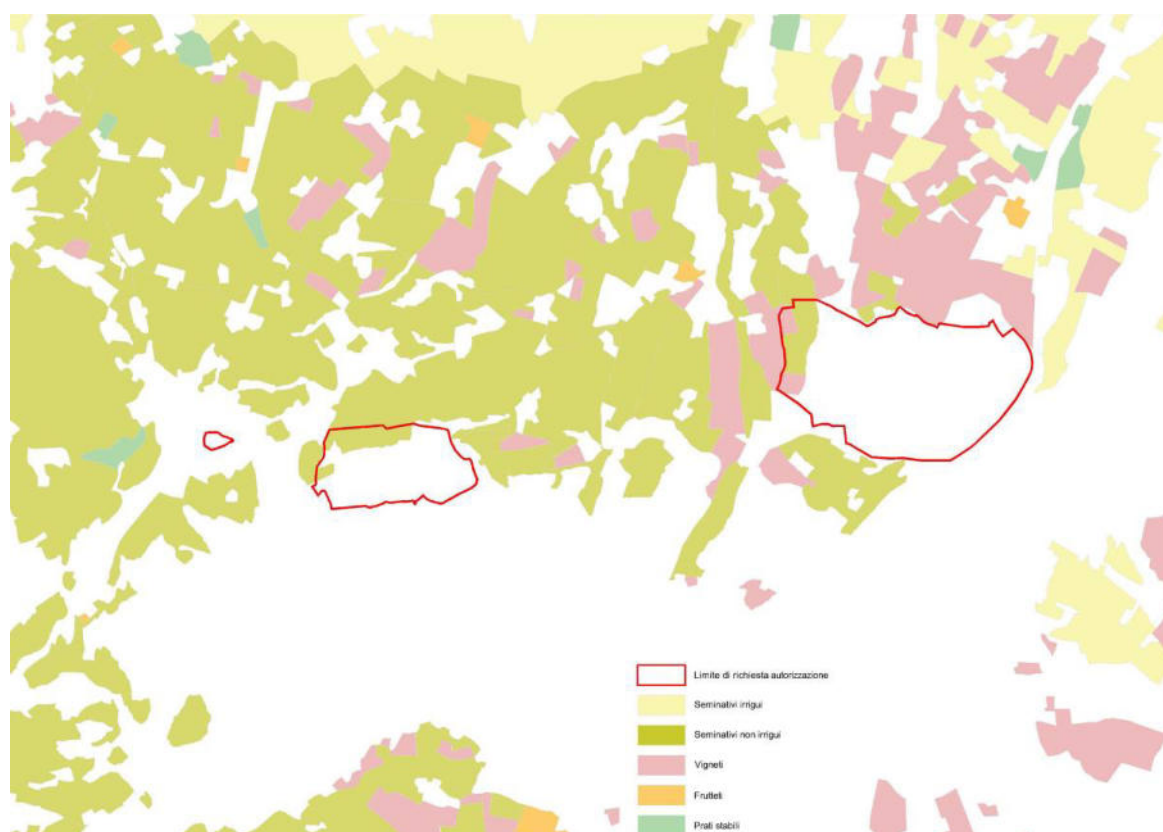 Limite di richiesta autorizzazione
Seminativi irrigui
Seminativi non irrigui
Vigneti
Frutteti
Prati stabili